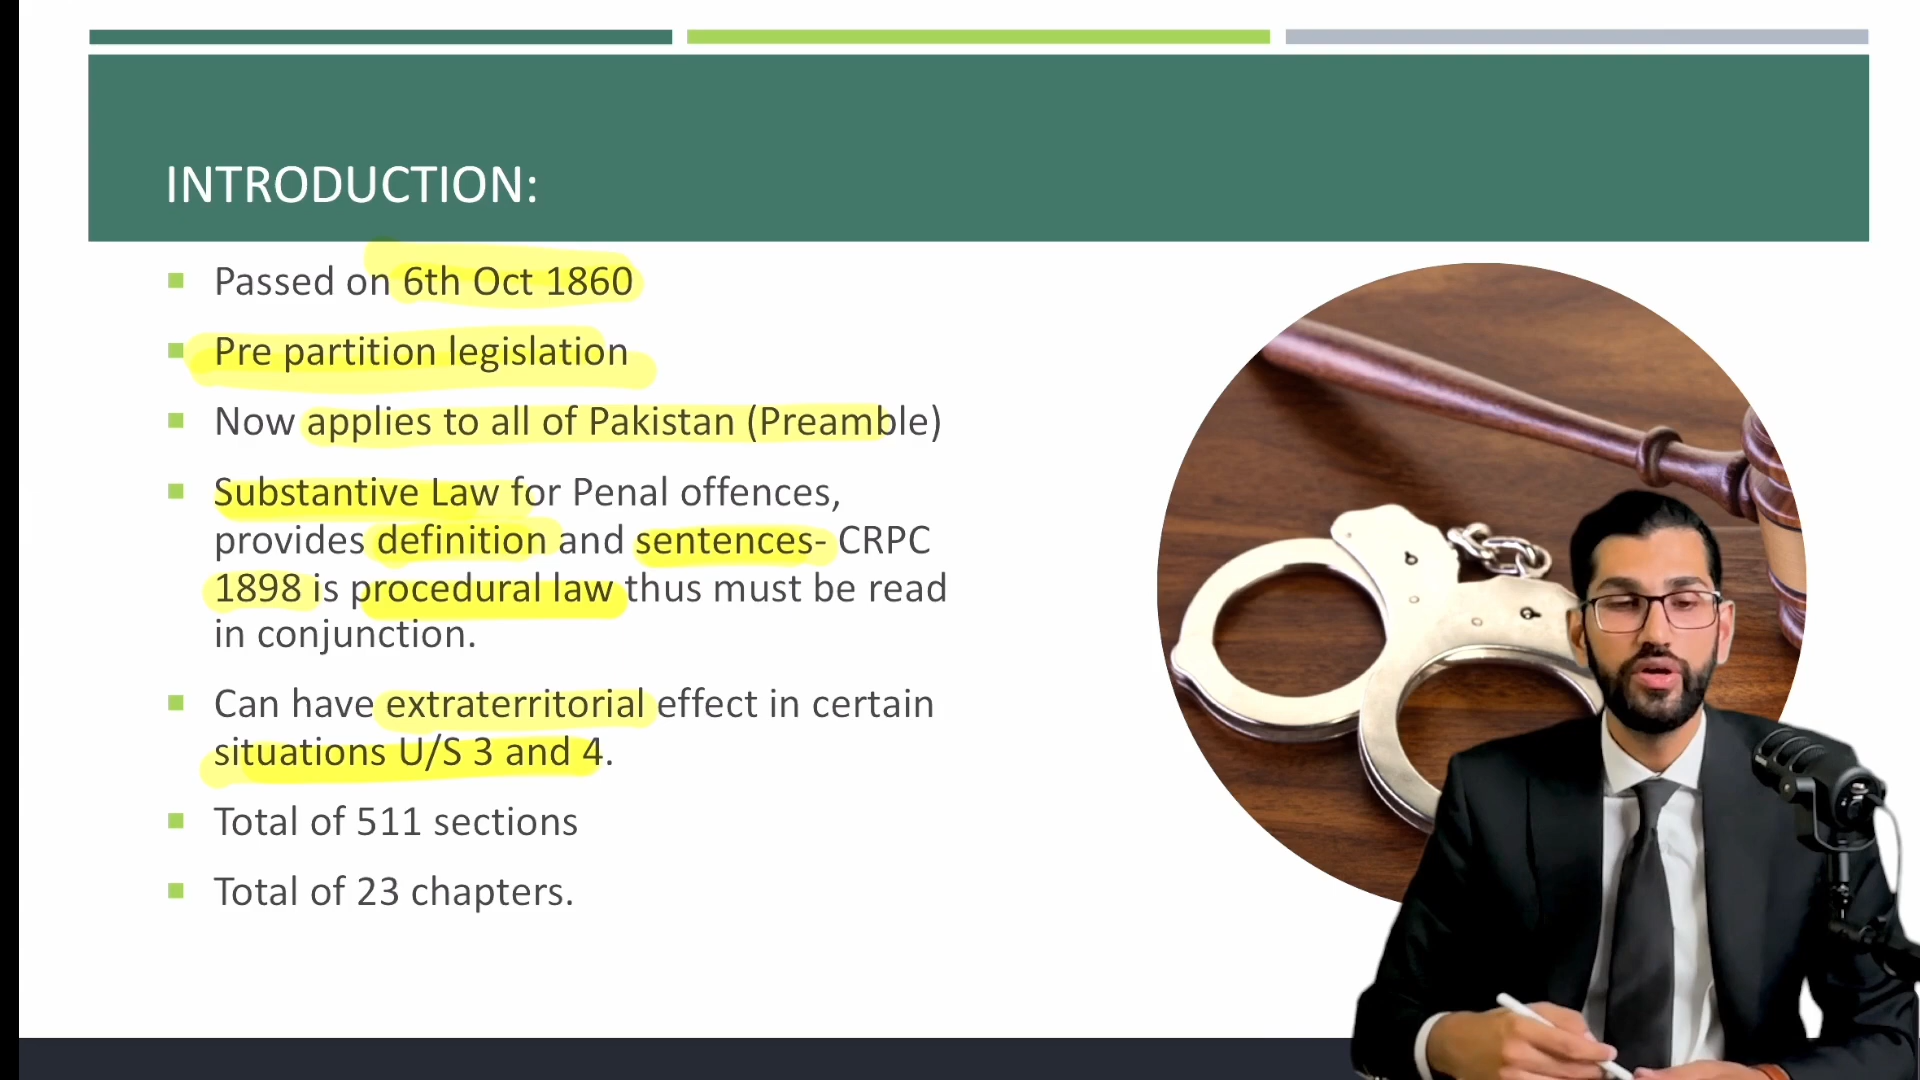 INTRODUCTION:
Passed on 6th Oct 1860
Pre partition legislation
Now applies to all of Pakistan (Preamble)
Substantive Law for Penal offences,
provides definition and sentences- CRPC
1898 is procedural law thus must be read
in conjunction.
Can have extraterritorial effect in certain
situations U/S 3 and 4.
Total of 511 sections
Total of 23 chapters.